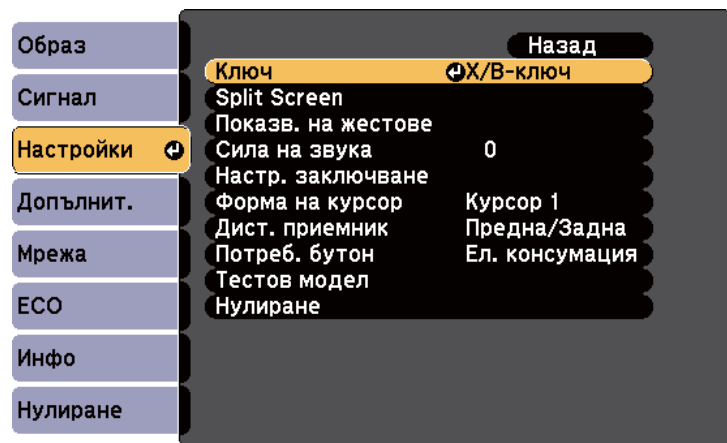 Образ
Сигнал
Настройки
Допълнит.
Мрежа
ECO
Инфо
Нулиране
Назад
Ключ Х/В-ключ
Split Screen
Показв. на жестове
Сила на звука 0
Настр. заключване
Форма на курсор Курсор 1
Дист. приемник Предна/Задна
Потреб. бутон Ел. консумация
Тестов модел
Нулиране